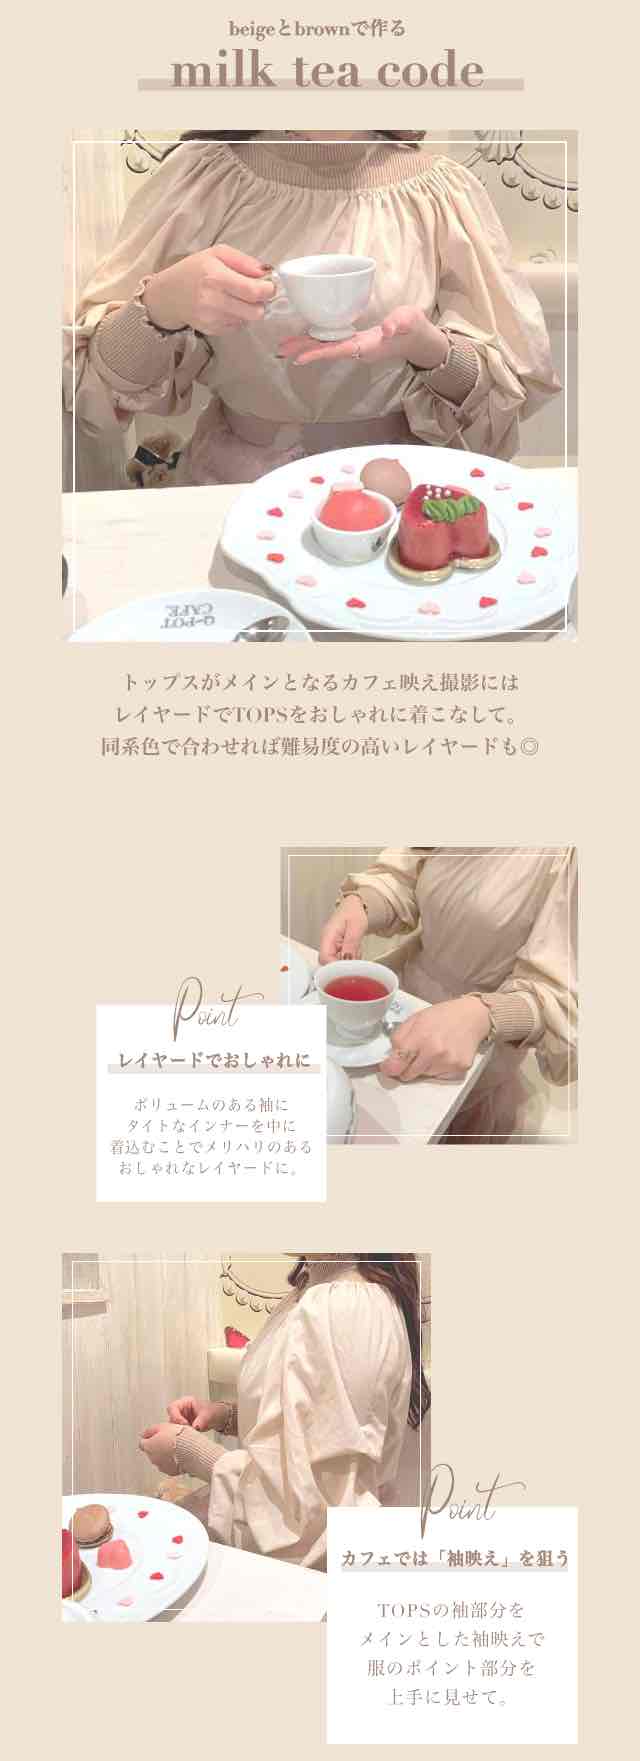 beigeとbrownで作る
milk tea code
Q-POT
CAFE
トップスがメインとなるカフェ映え撮影には
レイヤードでTOPSをおしゃれに着こなして。
同系色で合わせれば難易度の高いレイヤードも◎
Point
レイヤードでおしゃれに
ボリュームのある袖に
タイトなインナーを中に
着込むことでメリハリのある
おしゃれなレイヤードに。
Point
カフェでは「袖映え」を狙う
TOPSの袖部分を
メインとした袖映えで
服のポイント部分を
上手に見せて。